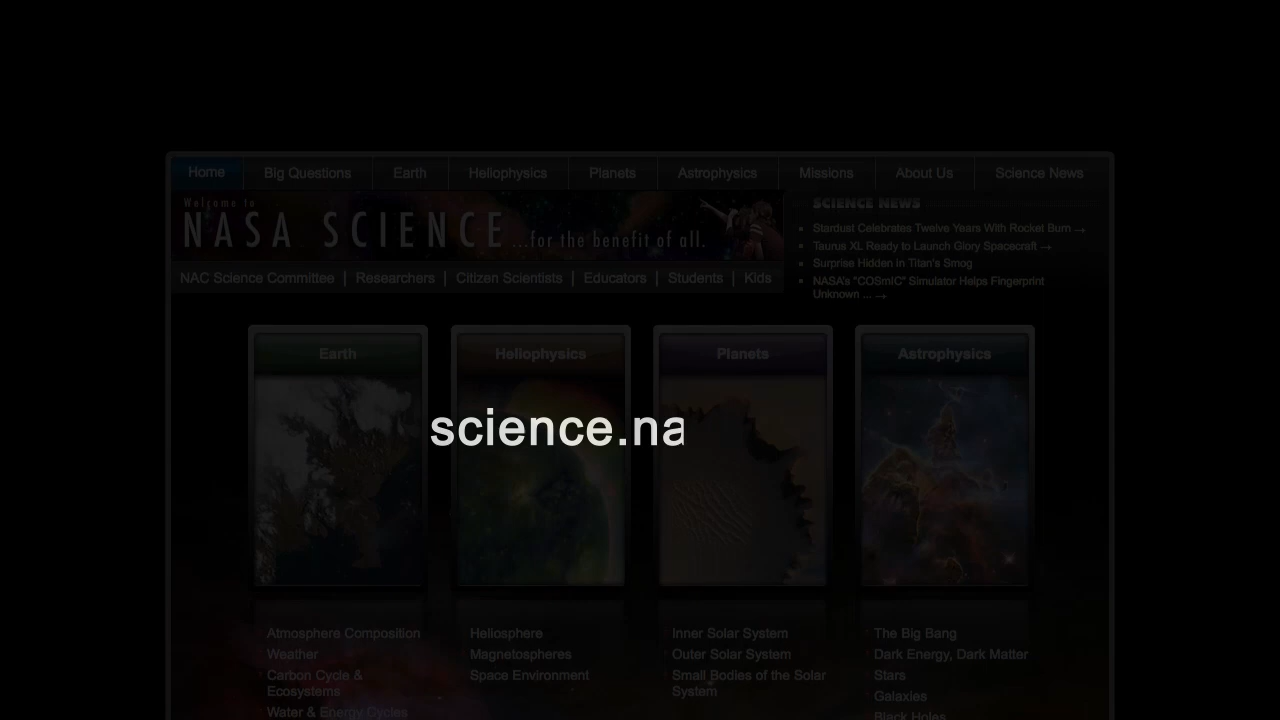 Home Big Questions Earth Heliophysics Planets Astrophysics Missions About Us Science News
Welcome to
NASA SCIENCE ...for the benefit of all.
NAC Science Committee | Researchers | Citizen Scientists | Educators | Students | Kids
SCIENCE NEWS
Stardust Celebrates Twelve Years With Rocket Burn →
Taurus XL Ready to Launch Glory Spacecraft →
Surprise Hidden in Titan's Smog
NASA's "COSmIC" Simulator Helps Fingerprint
Unknown ... →
Earth Heliophysics Planets Astrophysics
science.na
Atmosphere Composition
Weather
Carbon Cycle &
Ecosystems
Water & Energy Cycles
Heliosphere
Magnetospheres
Space Environment
Inner Solar System
Outer Solar System
Small Bodies of the Solar
System
The Big Bang
Dark Energy, Dark Matter
Stars
Galaxies
Black Holes